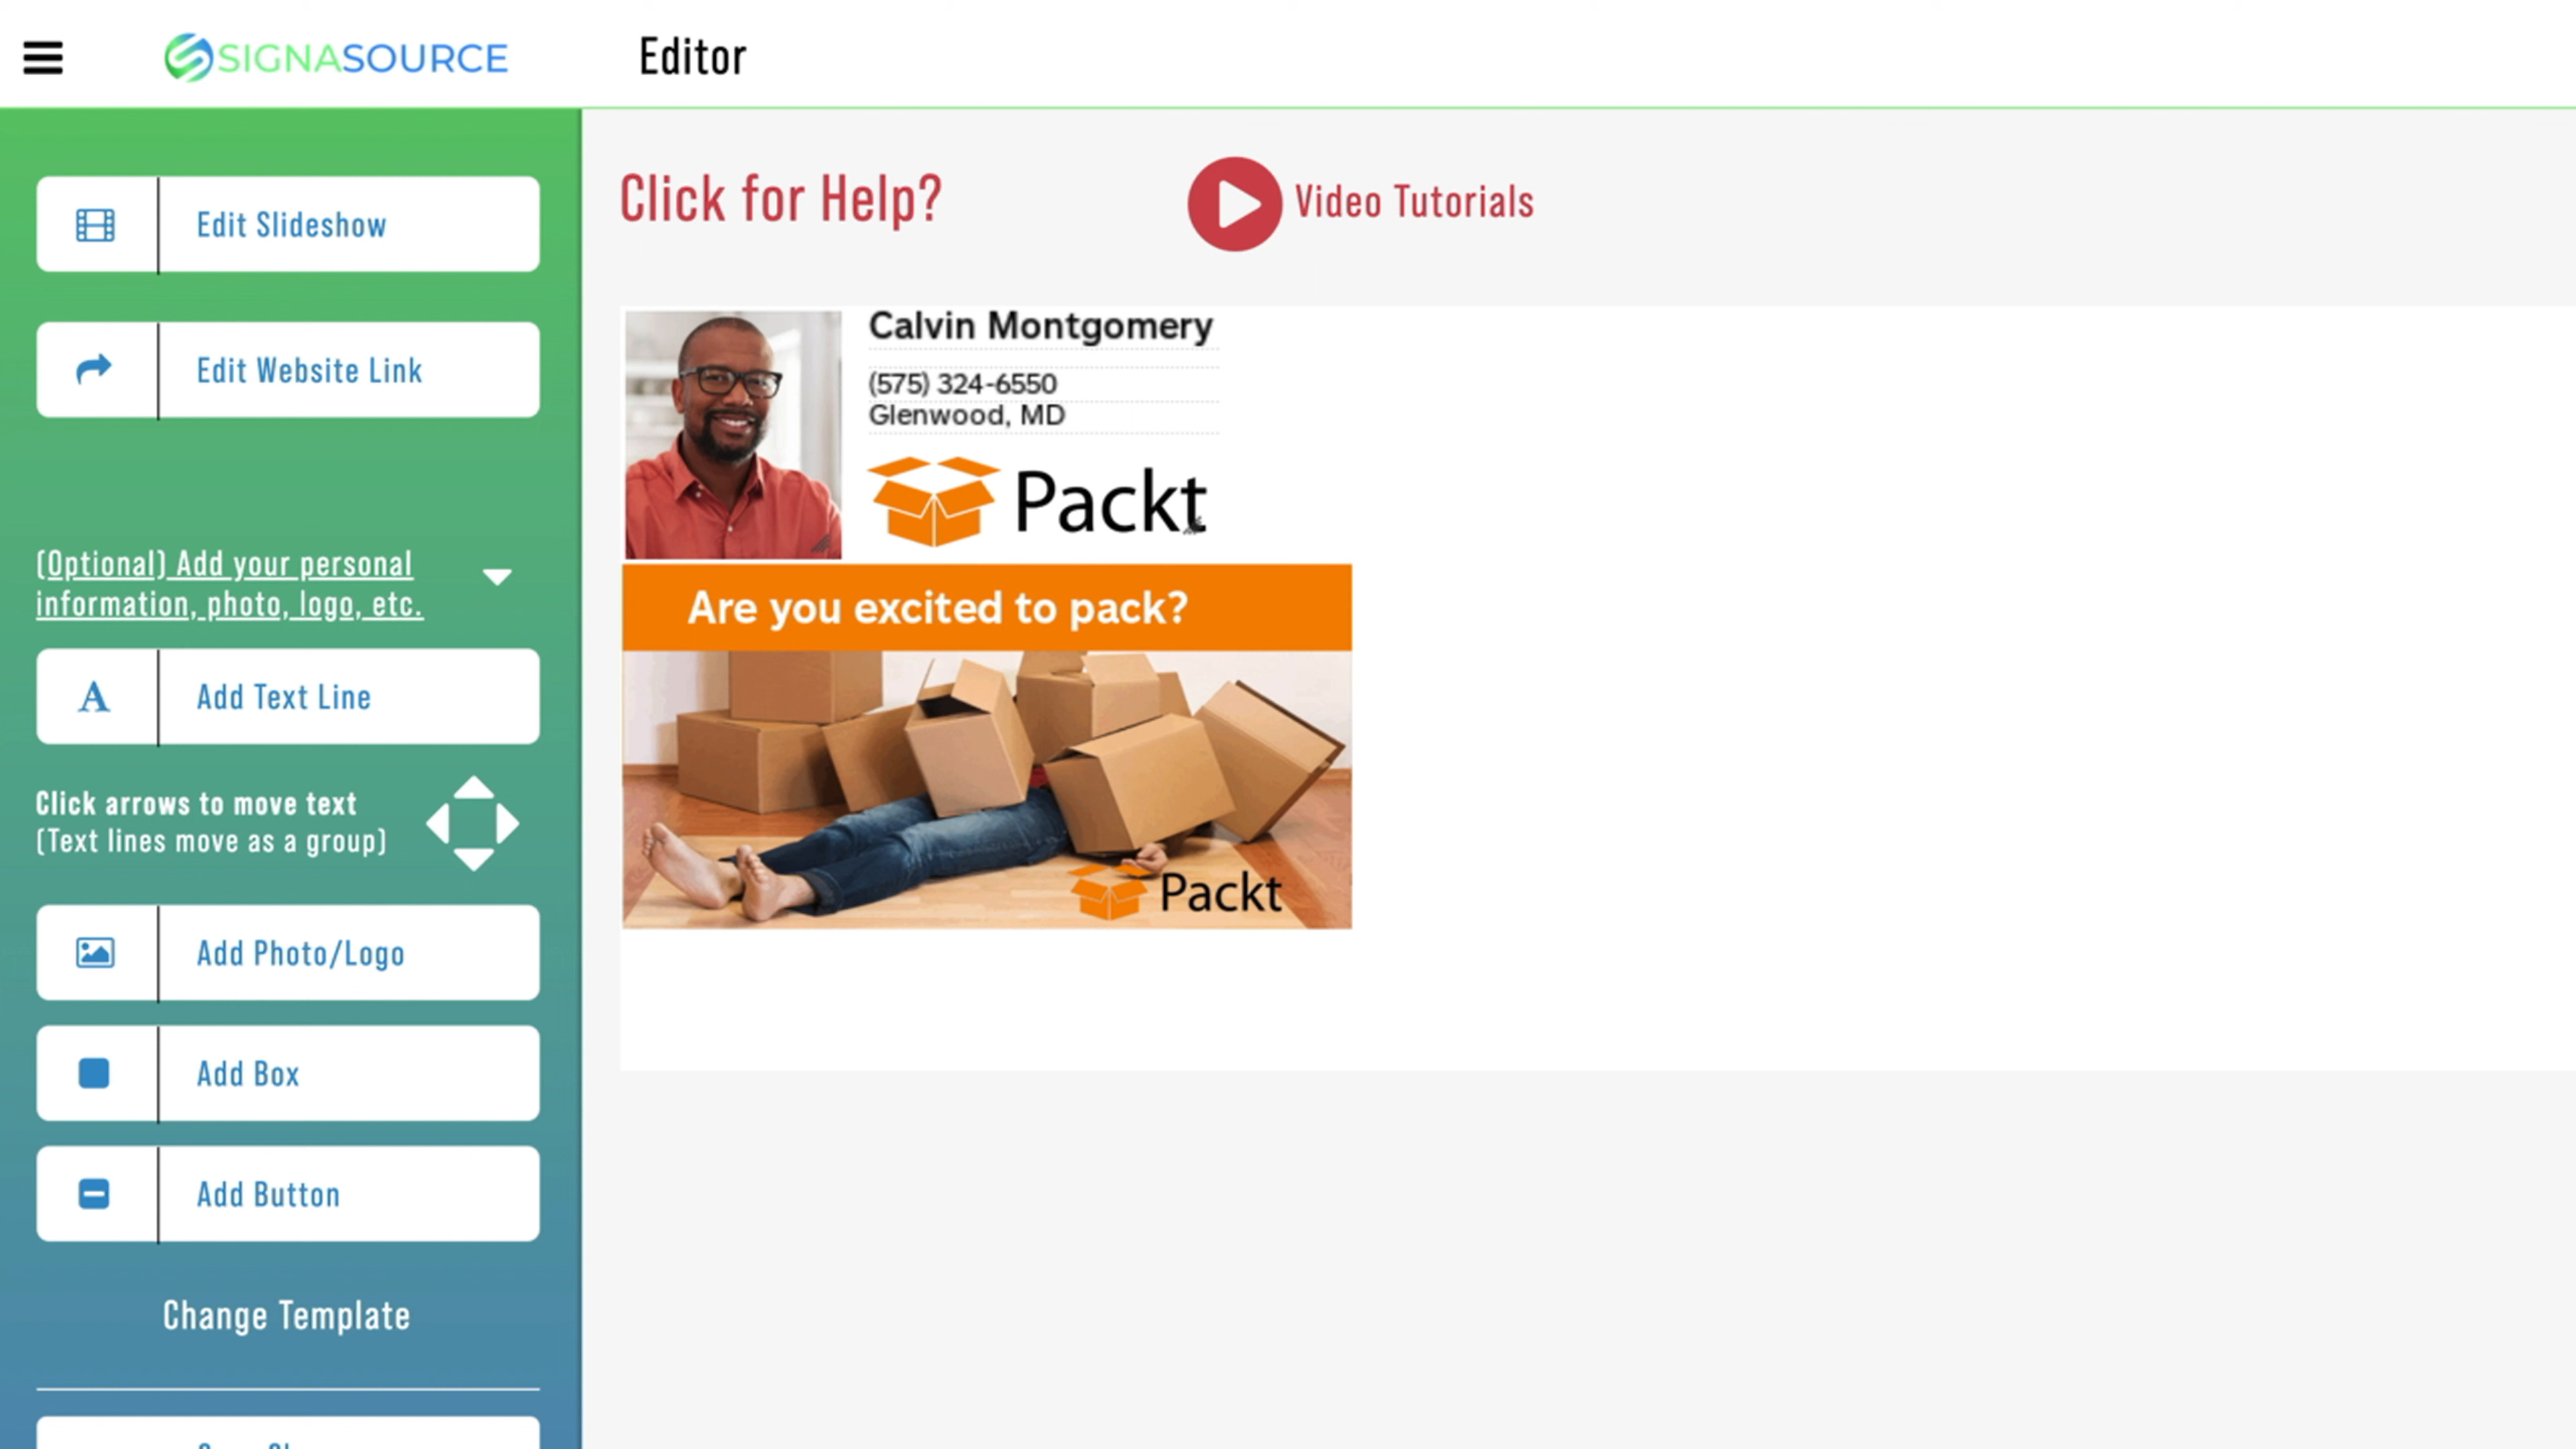 SIGNASOURCE
Editor
Edit Slideshow
Edit Website Link
(Optional) Add your personal
information, photo, logo, etc.
A
Add Text Line
Click arrows to move text
(Text lines move as a group)
Add Photo/Logo
Add Box
Add Button
Change Template
Click for Help?
Video Tutorials
Calvin Montgomery
(575) 324-6550
Glenwood, MD
Packt
Are you excited to pack?
Packt